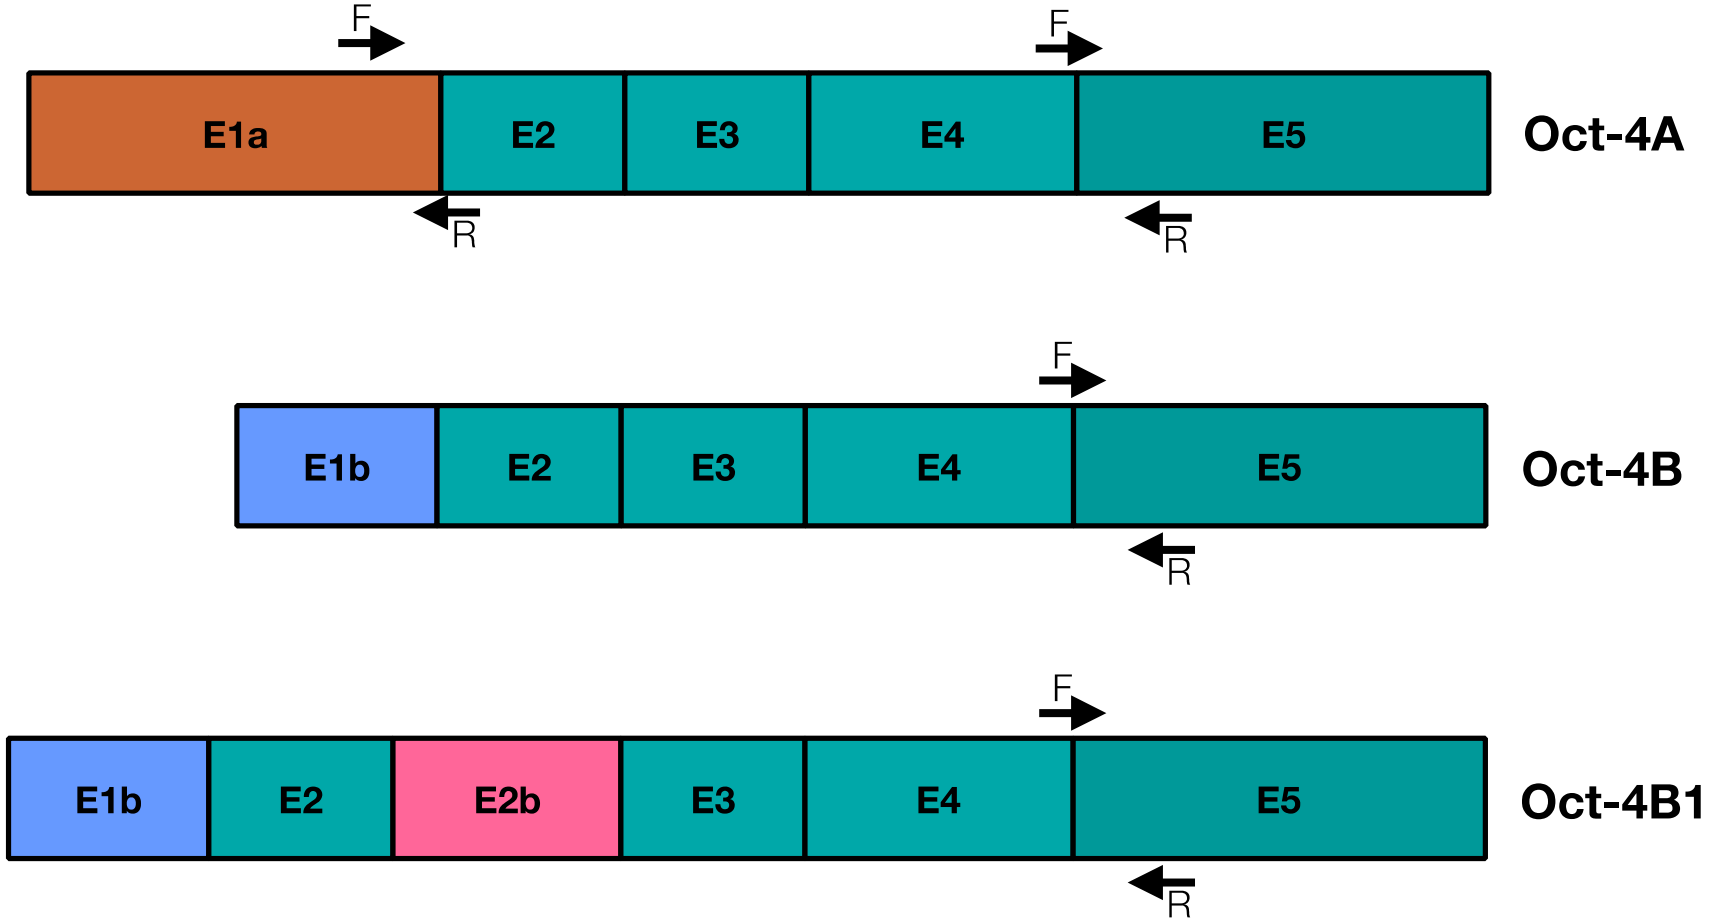 F F
E1a E2 E3 E4 E5 Oct-4A
R R
F
E1b E2 E3 E4 E5 Oct-4B
R
F
E1b E2 E2b E3 E4 E5 Oct-4B1
R